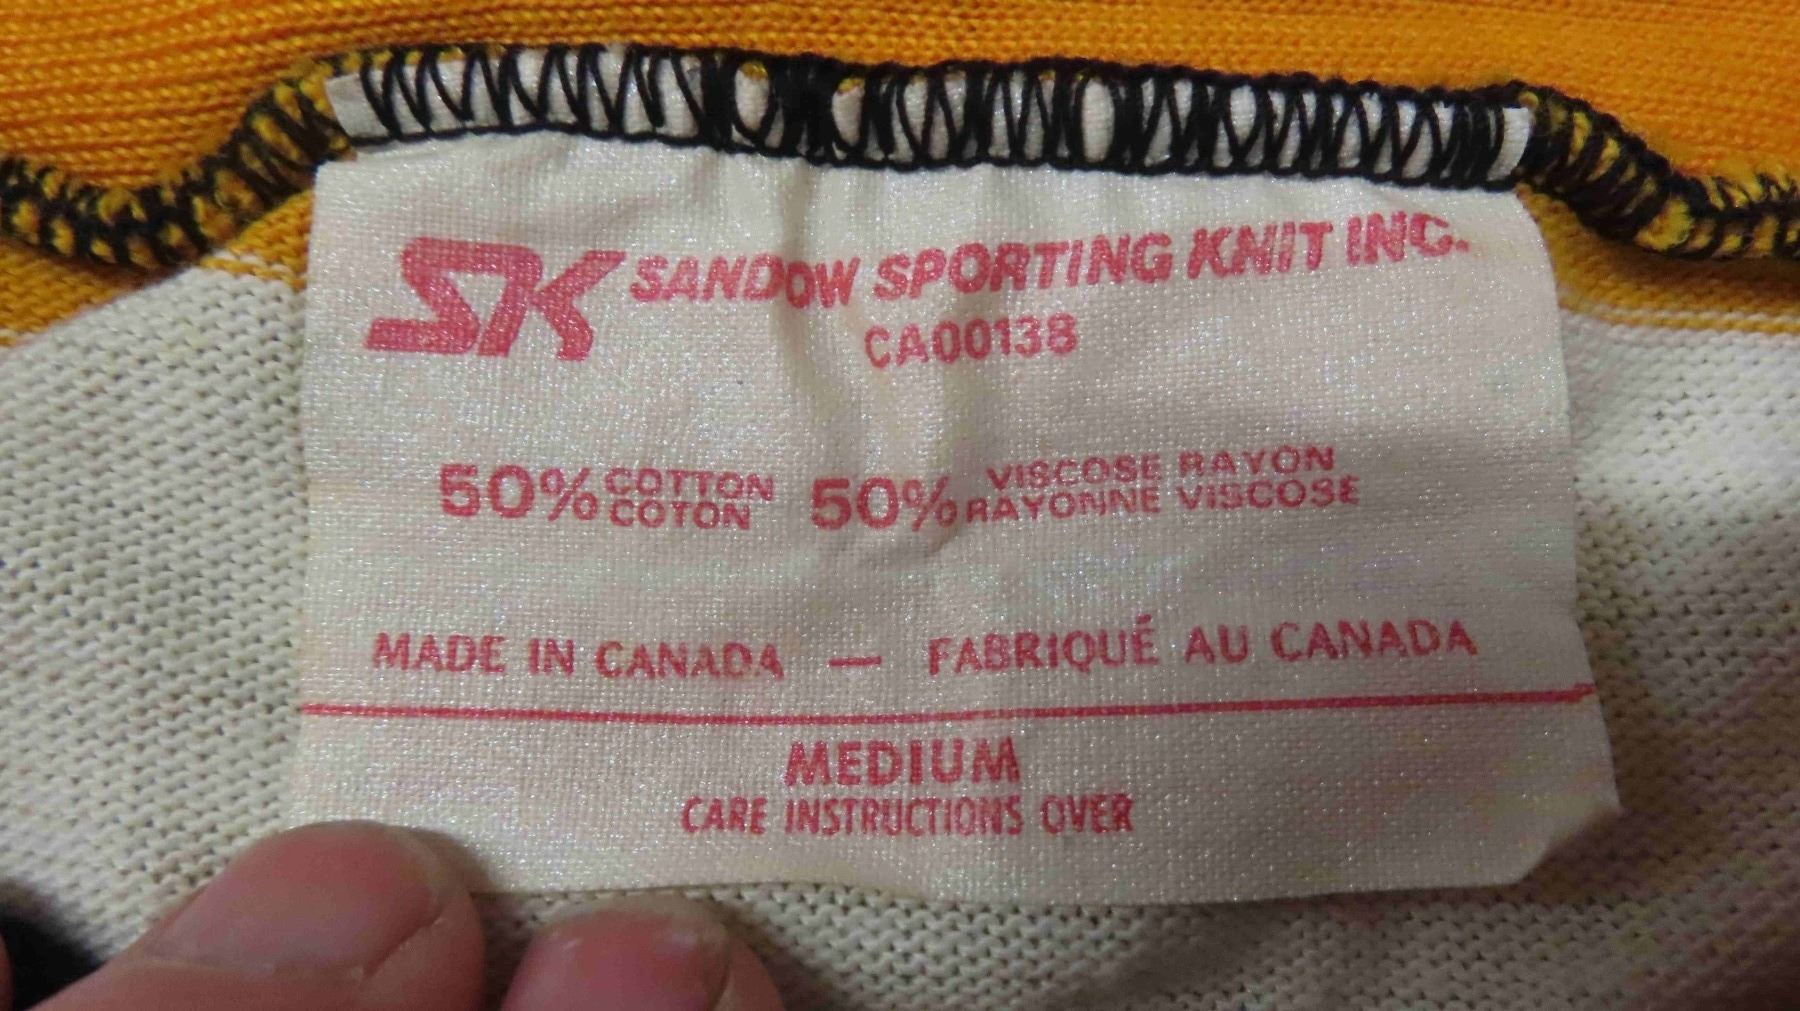 SK SANDOW SPORTING KNIT INC.
CA00138
50% COTTON 50% VISCOSE RAYON
COTON RAYONNE VISCOSE
MADE IN CANADA — FABRIQUÉ AU CANADA
MEDIUM
CARE INSTRUCTIONS OVER